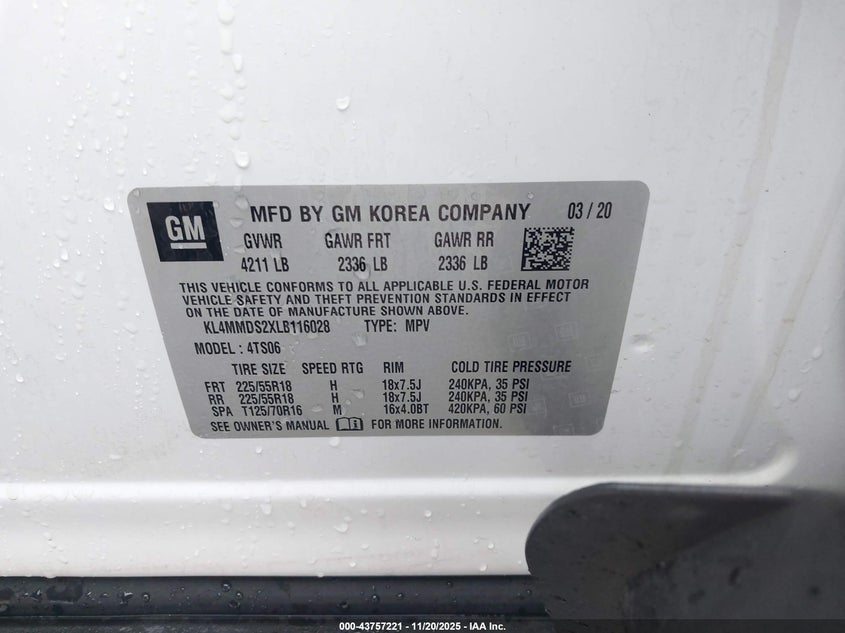 GM
MFD BY GM KOREA COMPANY 03 / 20
GVWR GAWR FRT GAWR RR
4211 LB 2336 LB 2336 LB
THIS VEHICLE CONFORMS TO ALL APPLICABLE U.S. FEDERAL MOTOR
VEHICLE SAFETY AND THEFT PREVENTION STANDARDS IN EFFECT
ON THE DATE OF MANUFACTURE SHOWN ABOVE.
KL4MMDS2XLB116028 TYPE: MPV
MODEL : 4TS06
TIRE SIZE SPEED RTG RIM COLD TIRE PRESSURE
FRT 225/55R18 H 18x7.5J 240KPA, 35 PSI
RR 225/55R18 H 18x7.5J 240KPA, 35 PSI
SPA T125/70R16 M 16x4.0BT 420KPA, 60 PSI
SEE OWNER'S MANUAL FOR MORE INFORMATION.
000-43757221 - 11/20/2025 - IAA Inc.